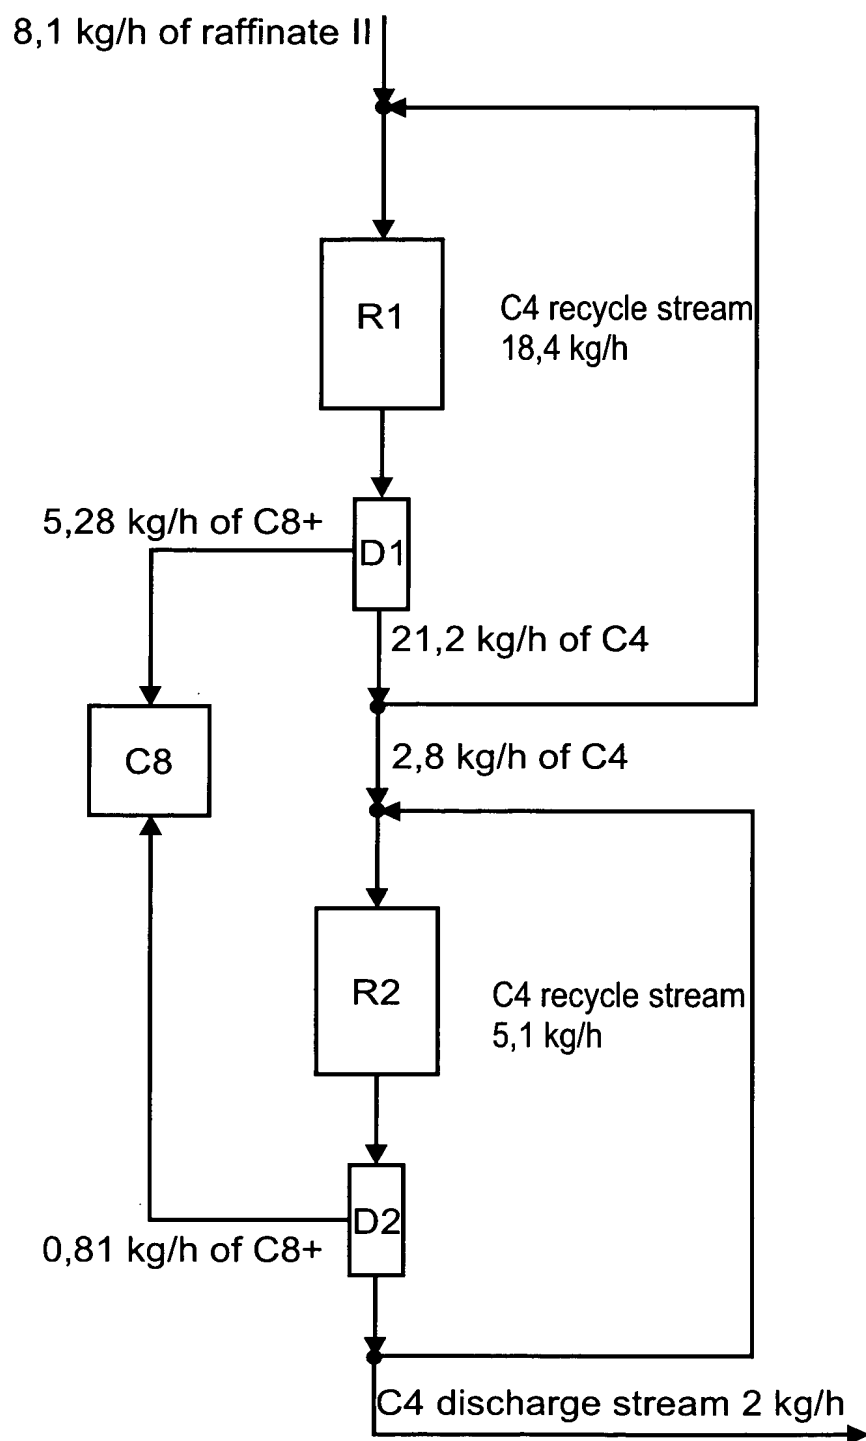 8,1 kg/h of raffinate II
R1
C4 recycle stream
18,4 kg/h
5,28 kg/h of C8+
D1
21,2 kg/h of C4
C8
2,8 kg/h of C4
R2
C4 recycle stream
5,1 kg/h
D2
0,81 kg/h of C8+
C4 discharge stream 2 kg/h